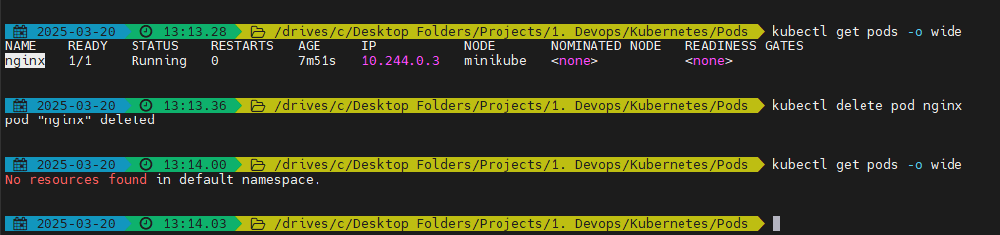 2025-03-20 13:13.28 /drives/c/Desktop Folders/Projects/1. Devops/Kubernetes/Pods kubectl get pods -o wide
NAME READY STATUS RESTARTS AGE IP NODE NOMINATED NODE READINESS GATES
nginx 1/1 Running 0 7m51s 10.244.0.3 minikube <none> <none>
2025-03-20 13:13.36 /drives/c/Desktop Folders/Projects/1. Devops/Kubernetes/Pods kubectl delete pod nginx
pod "nginx" deleted
2025-03-20 13:14.00 /drives/c/Desktop Folders/Projects/1. Devops/Kubernetes/Pods kubectl get pods -o wide
No resources found in default namespace.
2025-03-20 13:14.03 /drives/c/Desktop Folders/Projects/1. Devops/Kubernetes/Pods